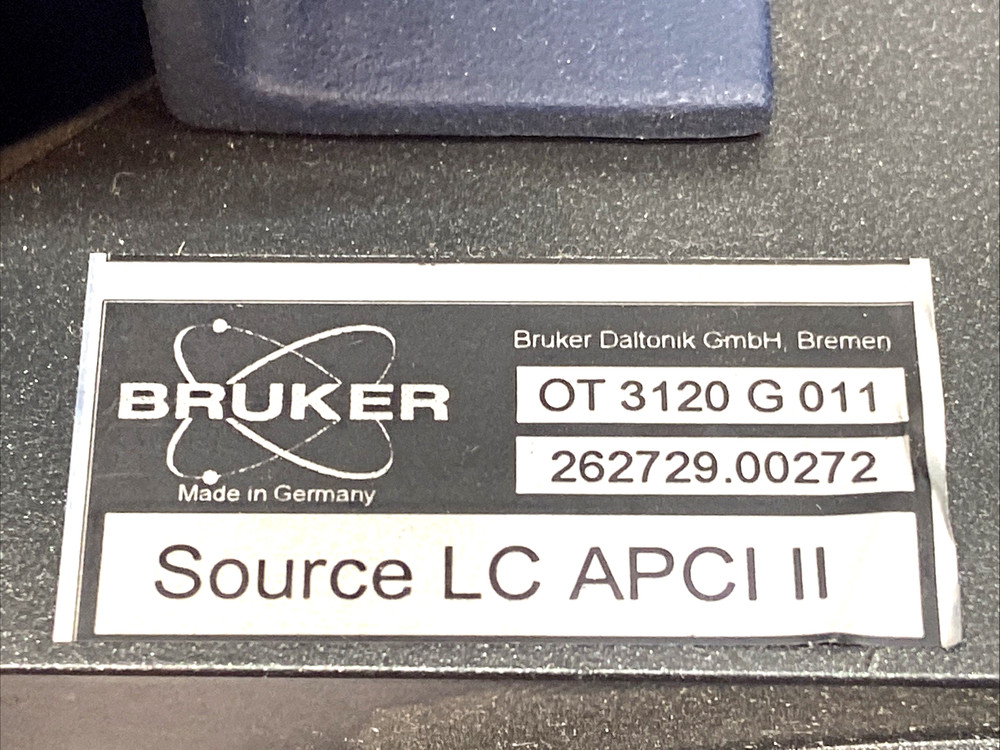 BRUKER
Made in Germany
Bruker Daltonik GmbH, Bremen
OT 3120 G 011
262729.00272
Source LC APCI II